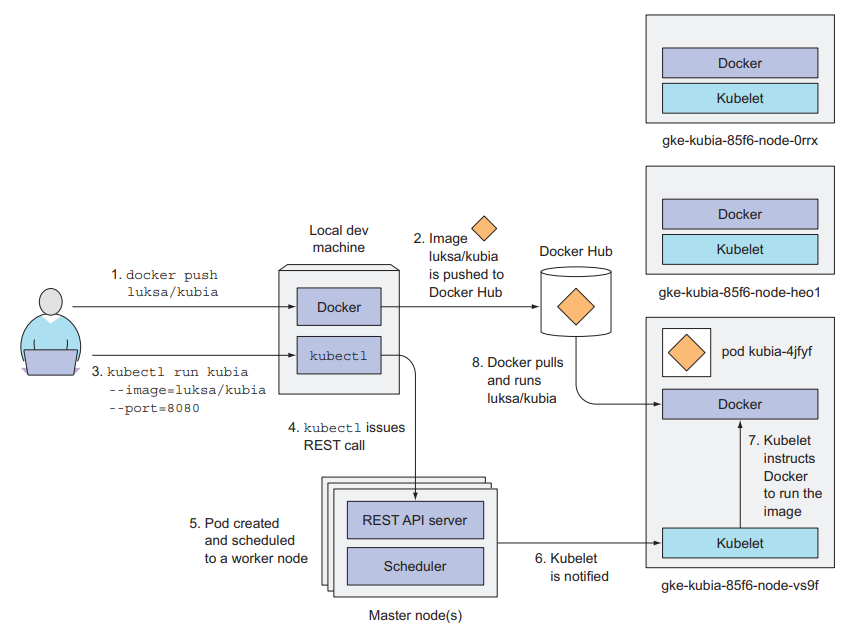 Docker
Kubelet
gke-kubia-85f6-node-0rrx
Docker
Kubelet
gke-kubia-85f6-node-heo1
Local dev
machine
1. docker push
luksa/kubia
Docker
kubectl
2. Image
luksa/kubia
is pushed to
Docker Hub
Docker Hub
3. kubectl run kubia
--image=luksa/kubia
--port=8080
4. kubectl issues
REST call
5. Pod created
and scheduled
to a worker node
REST API server
Scheduler
Master node(s)
6. Kubelet
is notified
8. Docker pulls
and runs
luksa/kubia
pod kubia-4jfyf
Docker
7. Kubelet
instructs
Docker
to run the
image
Kubelet
gke-kubia-85f6-node-vs9f